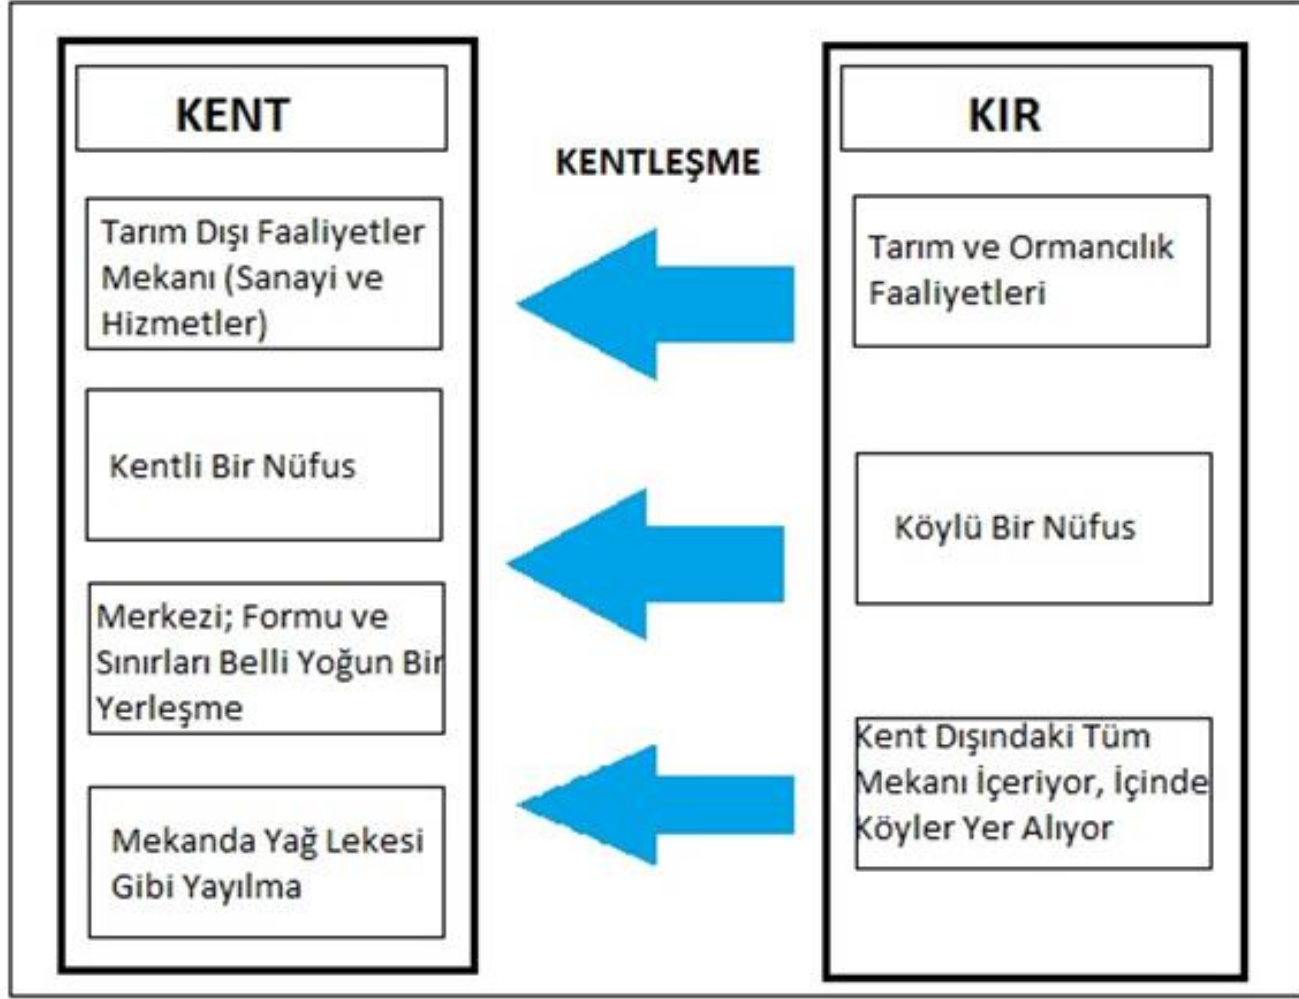 KENT
Tarım Dışı Faaliyetler
Mekanı (Sanayi ve
Hizmetler)
Kentli Bir Nüfus
Merkezi; Formu ve
Sınırları Belli Yoğun Bir
Yerleşme
Mekanda Yağ Lekesi
Gibi Yayılma
KENTLEŞME
KIR
Tarım ve Ormancılık
Faaliyetleri
Köylü Bir Nüfus
Kent Dışındaki Tüm
Mekanı İçeriyor, İçinde
Köyler Yer Alıyor